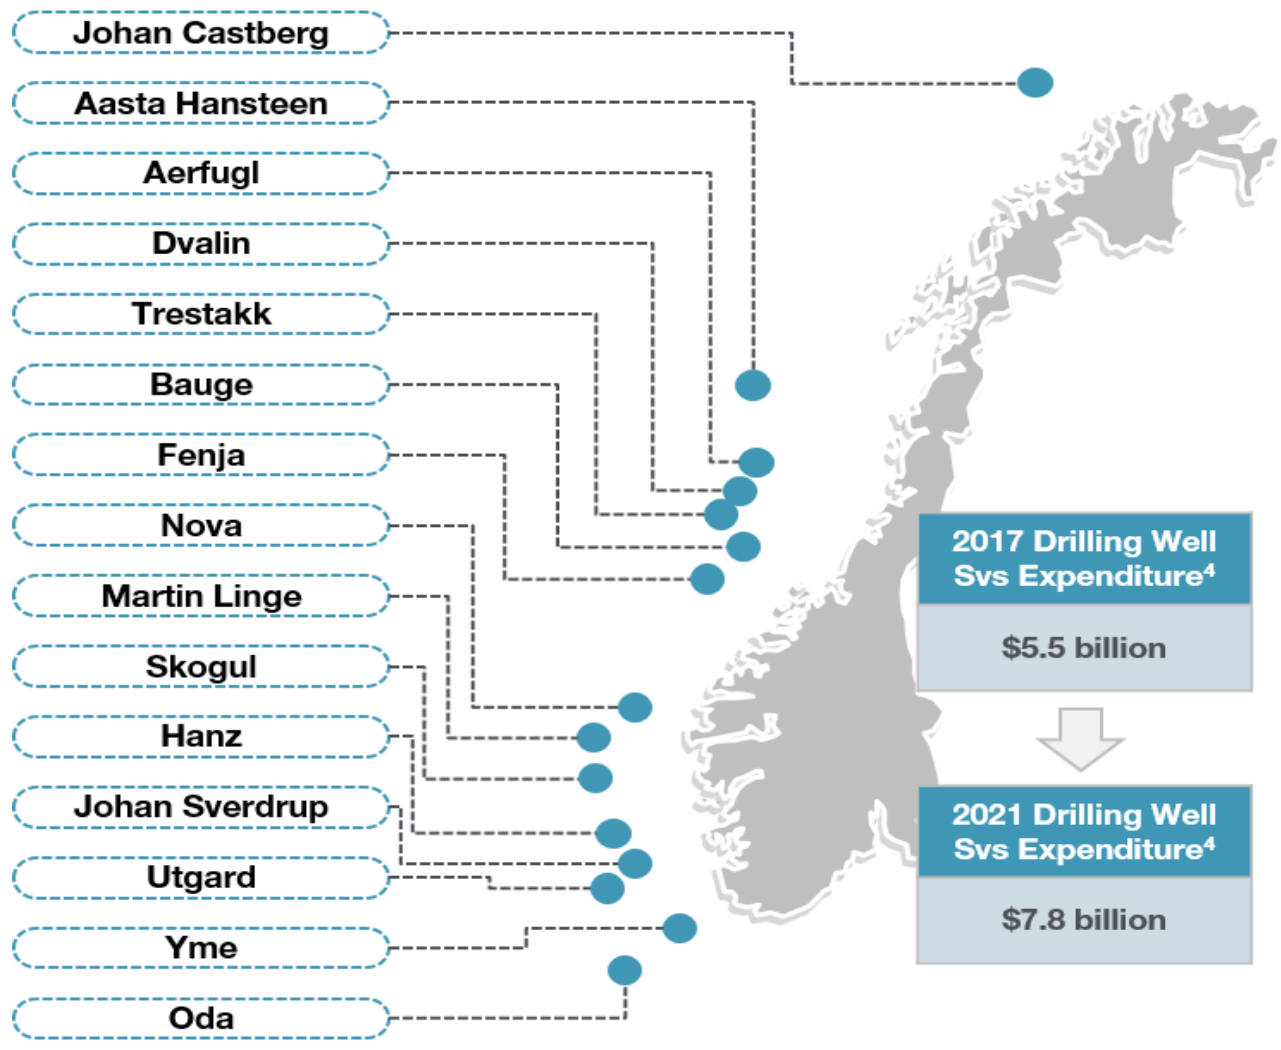 Johan Castberg
Aasta Hansteen
Aerfugl
Dvalin
Trestakk
Bauge
Fenja
Nova
Martin Linge
Skogul
Hanz
Johan Sverdrup
Utgard
Yme
Oda
2017 Drilling Well
Svs Expenditure⁴
$5.5 billion
2021 Drilling Well
Svs Expenditure⁴
$7.8 billion